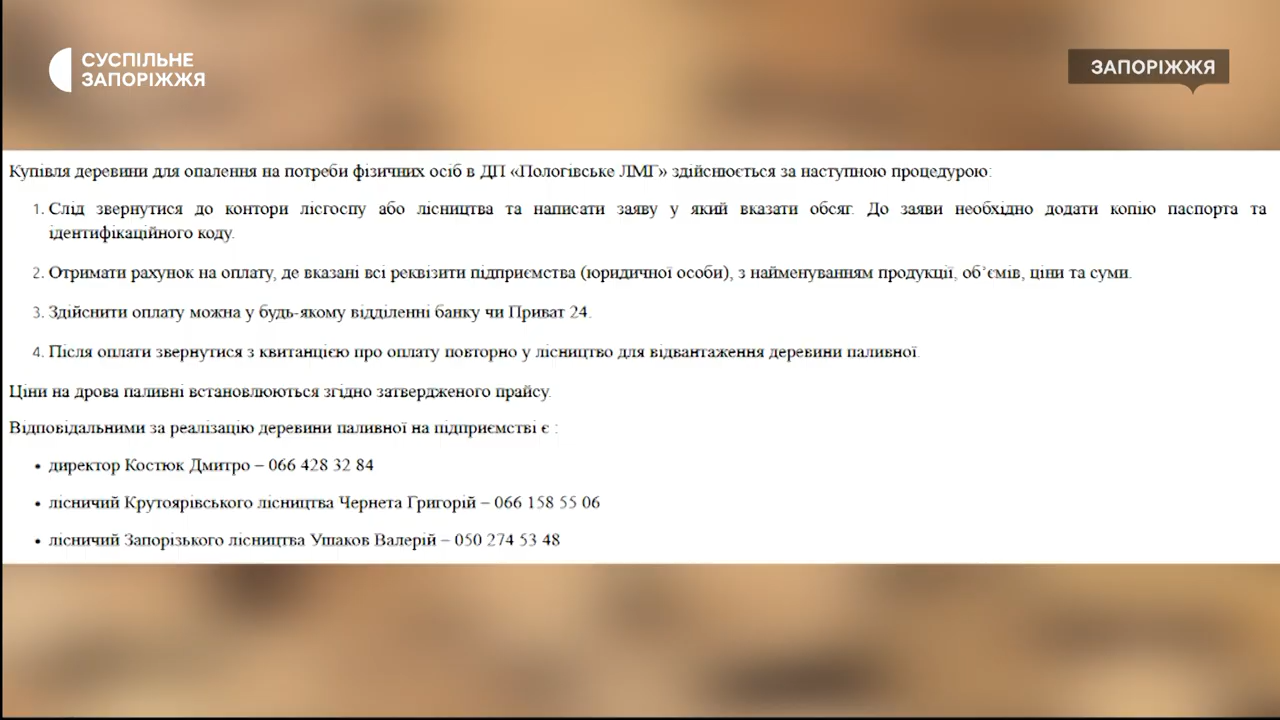 СУСПІЛЬНЕ
ЗАПОРІЖЖЯ
ЗАПОРІЖЖЯ
Купівля деревини для опалення на потреби фізичних осіб в ДП «Пологівське ЛМГ» здійснюється за наступною процедурою:
1. Слід звернутися до контори лісгоспу або лісництва та написати заяву у який вказати обсяг. До заяви необхідно додати копію паспорта та
ідентифікаційного коду.
2. Отримати рахунок на оплату, де вказані всі реквізити підприємства (юридичної особи), з найменуванням продукції, об’ємів, ціни та суми.
3. Здійснити оплату можна у будь-якому відділенні банку чи Приват 24.
4. Після оплати звернутися з квитанцією про оплату повторно у лісництво для відвантаження деревини паливної.
Ціни на дрова паливні встановлюються згідно затвердженого прайсу.
Відповідальними за реалізацію деревини паливної на підприємстві є :
• директор Костюк Дмитро – 066 428 32 84
• лісничий Крутоярівського лісництва Чернета Григорій – 066 158 55 06
• лісничий Запорізького лісництва Ушаков Валерій – 050 274 53 48